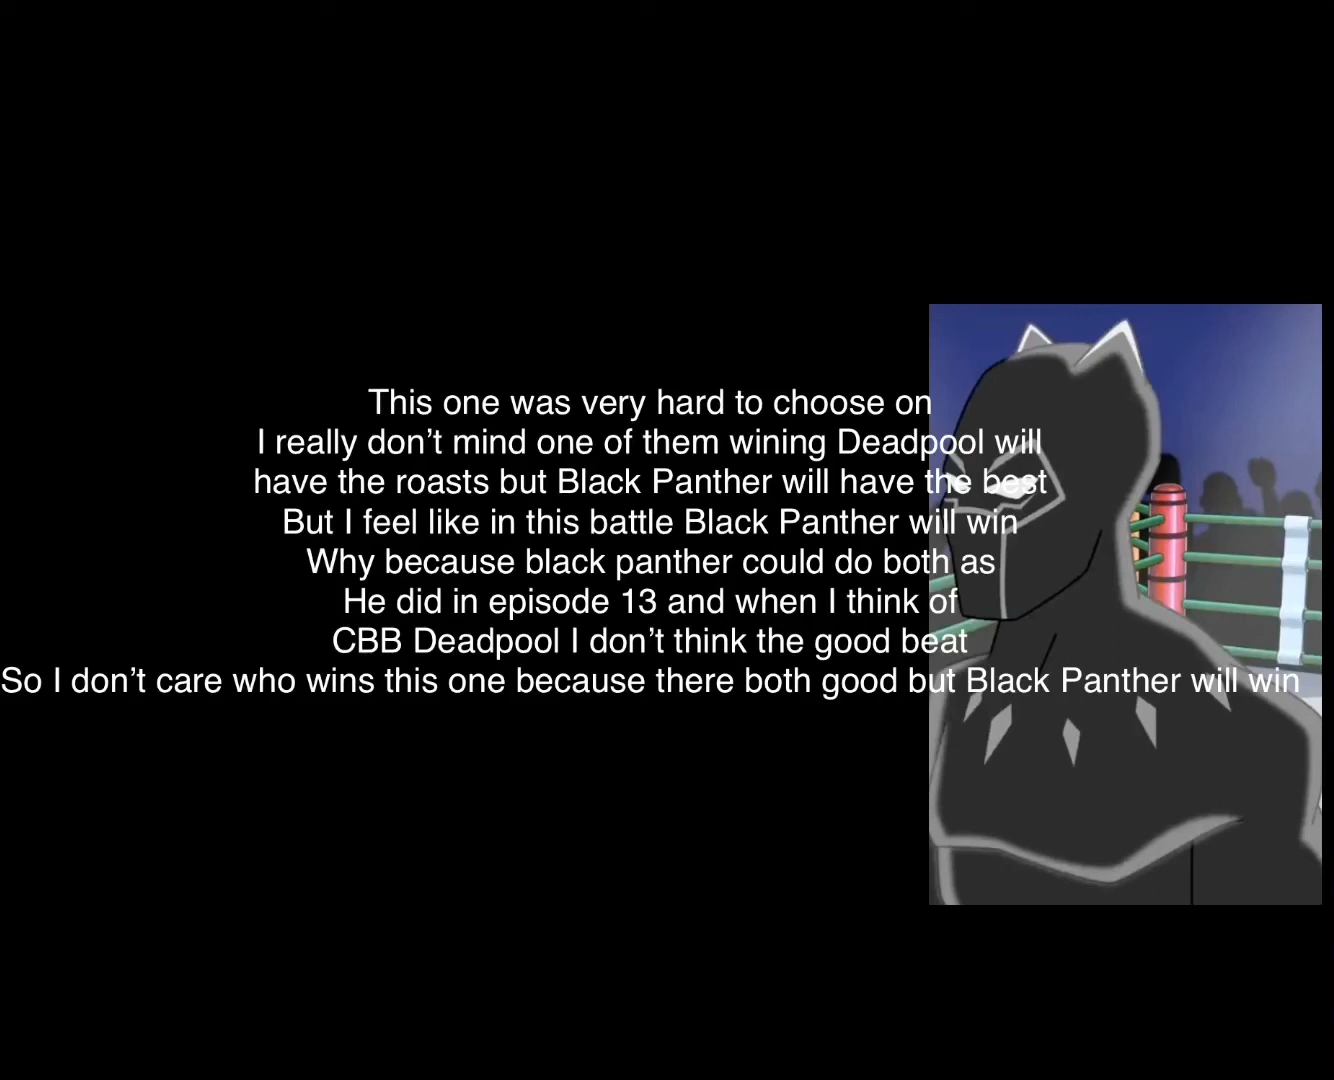 This one was very hard to choose on
I really don’t mind one of them wining Deadpool will
have the roasts but Black Panther will have the best
But I feel like in this battle Black Panther will win
Why because black panther could do both as
He did in episode 13 and when I think of
CBB Deadpool I don’t think the good beat
So I don’t care who wins this one because there both good but Black Panther will win